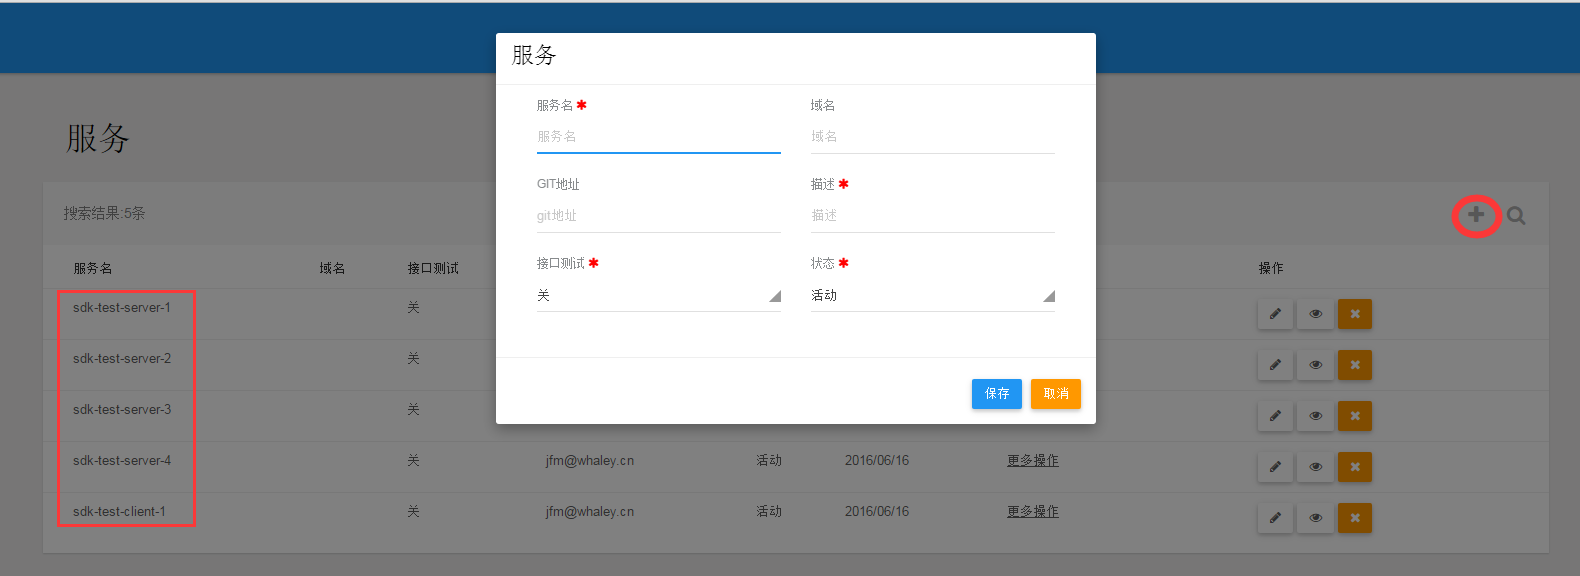 服务
服务名 ✱ 域名
服务名 域名
GIT地址 描述 ✱
git地址 描述
接口测试 ✱ 状态 ✱
关 活动
保存 取消
服务
搜索结果:5条
服务名 域名 接口测试 操作
sdk-test-server-1 关
sdk-test-server-2 关
sdk-test-server-3 关
sdk-test-server-4 关 jfm@whaley.cn 活动 2016/06/16 更多操作
sdk-test-client-1 关 jfm@whaley.cn 活动 2016/06/16 更多操作